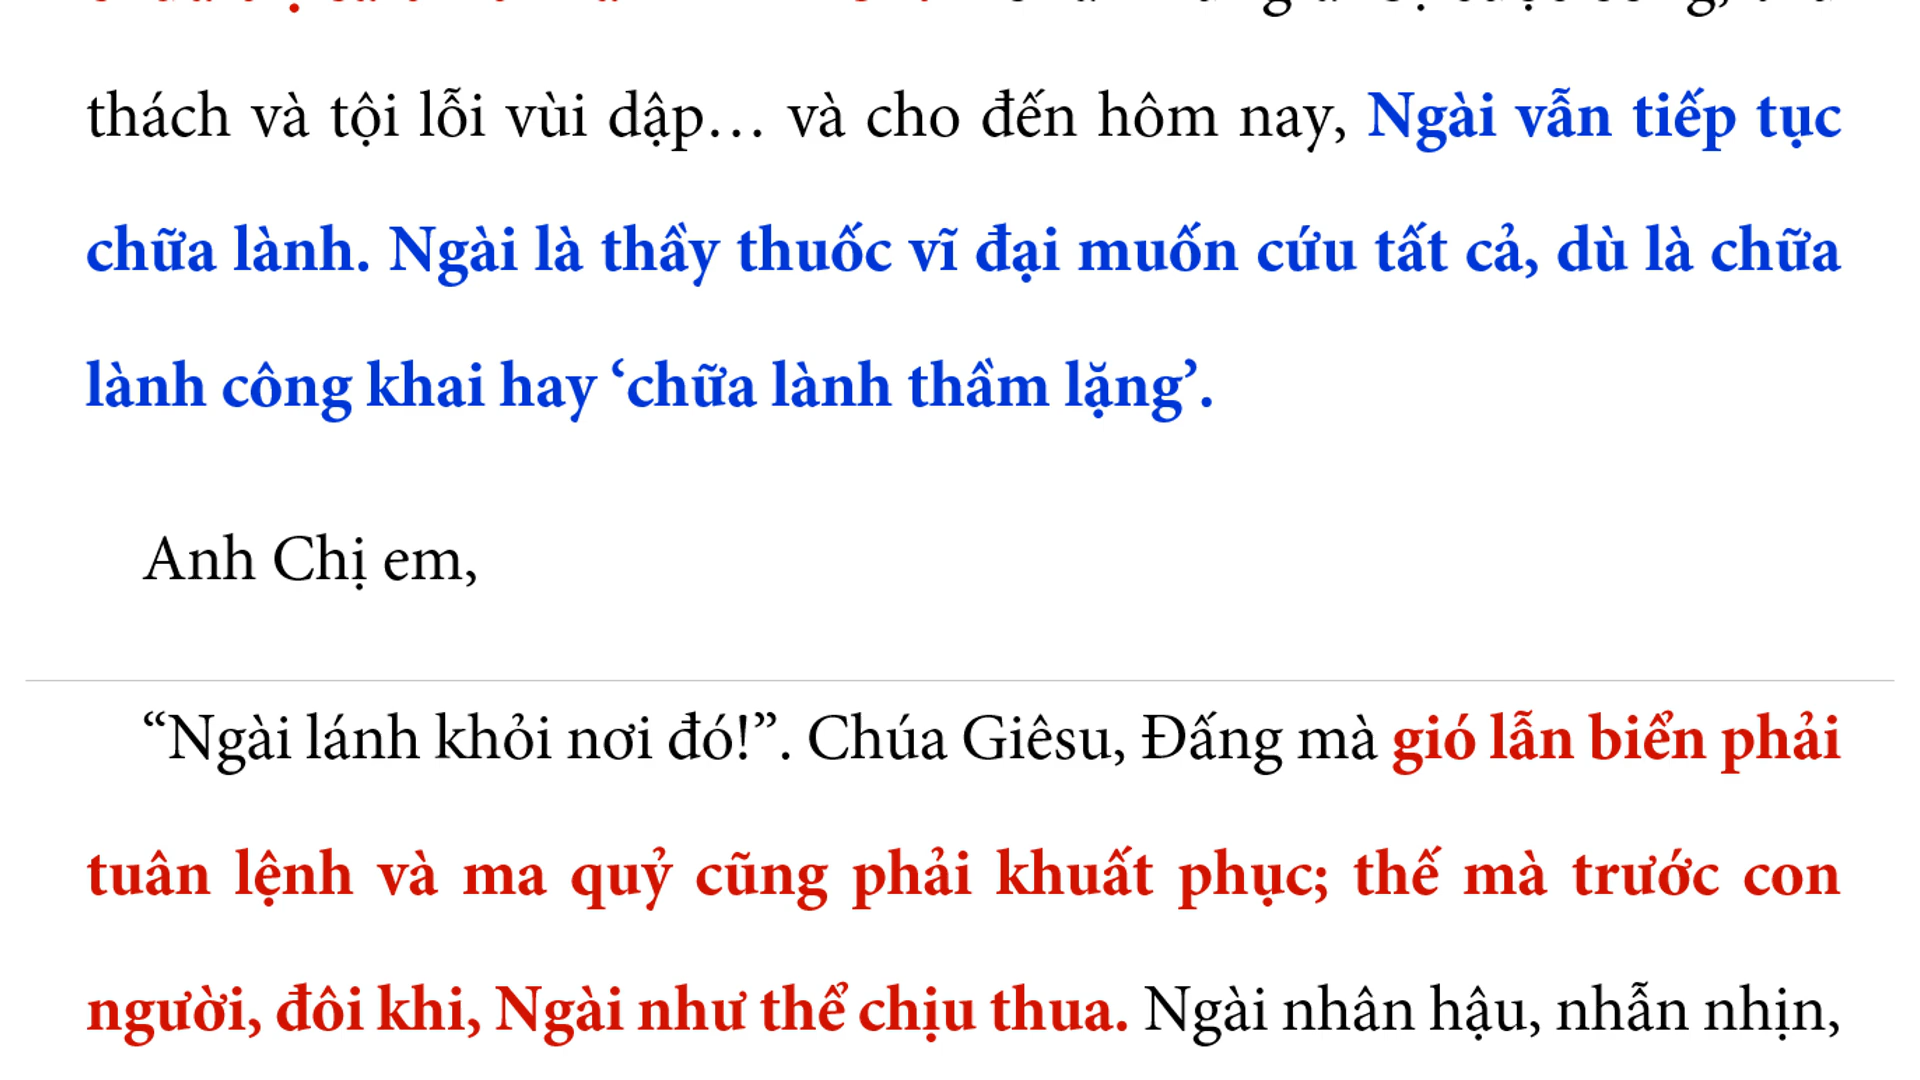 thách và tội lỗi vùi dập… và cho đến hôm nay, Ngài vẫn tiếp tục
chữa lành. Ngài là thầy thuốc vĩ đại muốn cứu tất cả, dù là chữa
lành công khai hay ‘chữa lành thầm lặng’.
Anh Chị em,
“Ngài lánh khỏi nơi đó!”. Chúa Giêsu, Đấng mà gió lẫn biển phải
tuân lệnh và ma quỷ cũng phải khuất phục; thế mà trước con
người, đôi khi, Ngài như thể chịu thua. Ngài nhân hậu, nhẫn nhịn,